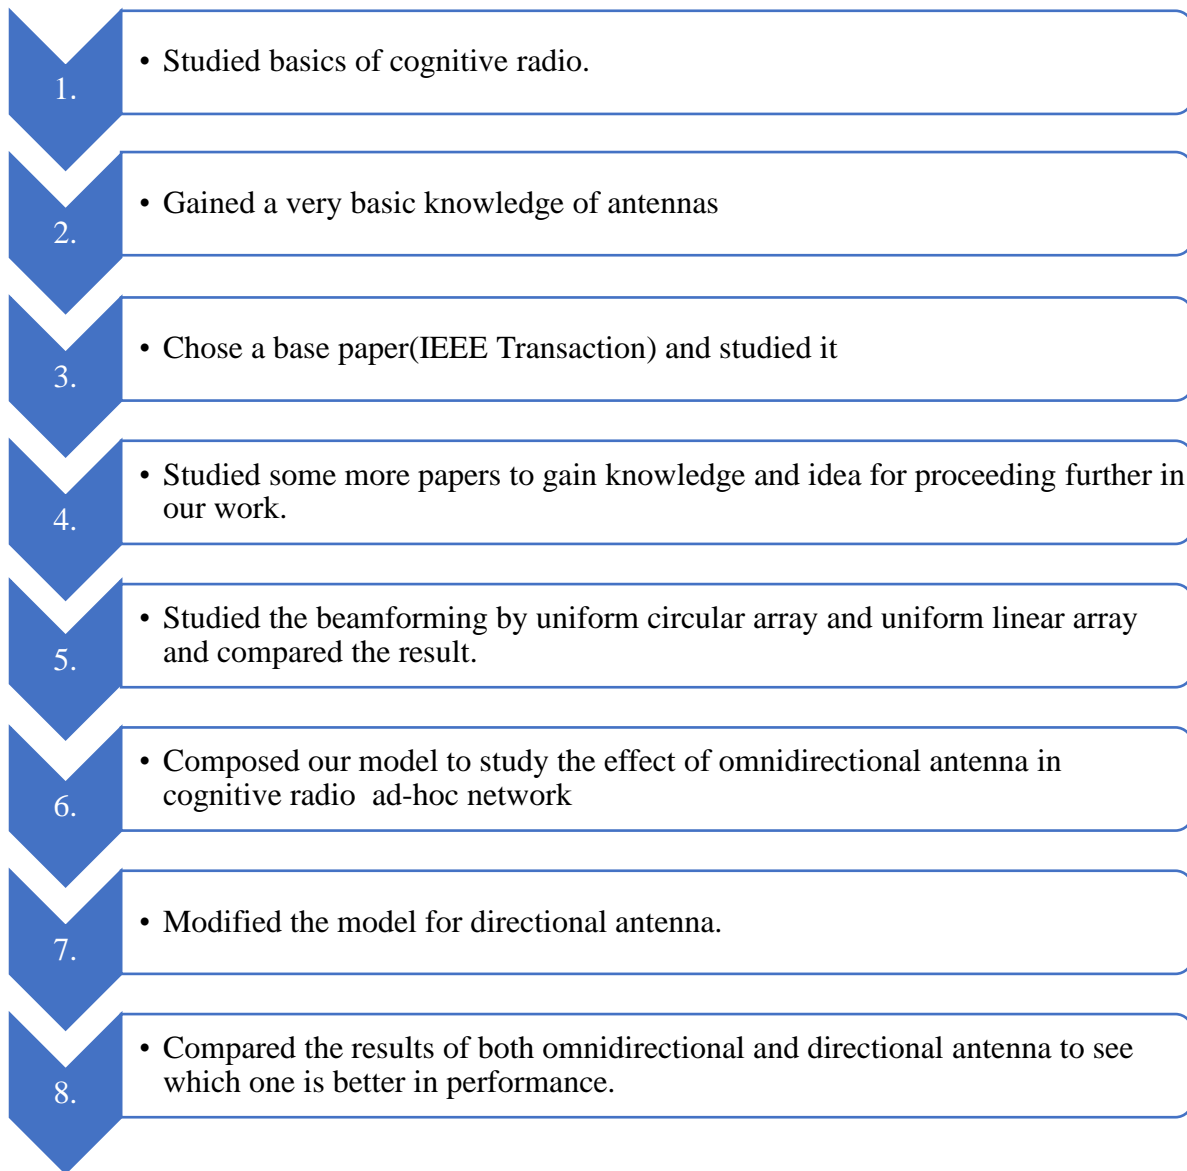 1.
• Studied basics of cognitive radio.
2.
• Gained a very basic knowledge of antennas
3.
• Chose a base paper(IEEE Transaction) and studied it
4.
• Studied some more papers to gain knowledge and idea for proceeding further in
our work.
5.
• Studied the beamforming by uniform circular array and uniform linear array
and compared the result.
6.
• Composed our model to study the effect of omnidirectional antenna in
cognitive radio  ad-hoc network
7.
• Modified the model for directional antenna.
8.
• Compared the results of both omnidirectional and directional antenna to see
which one is better in performance.